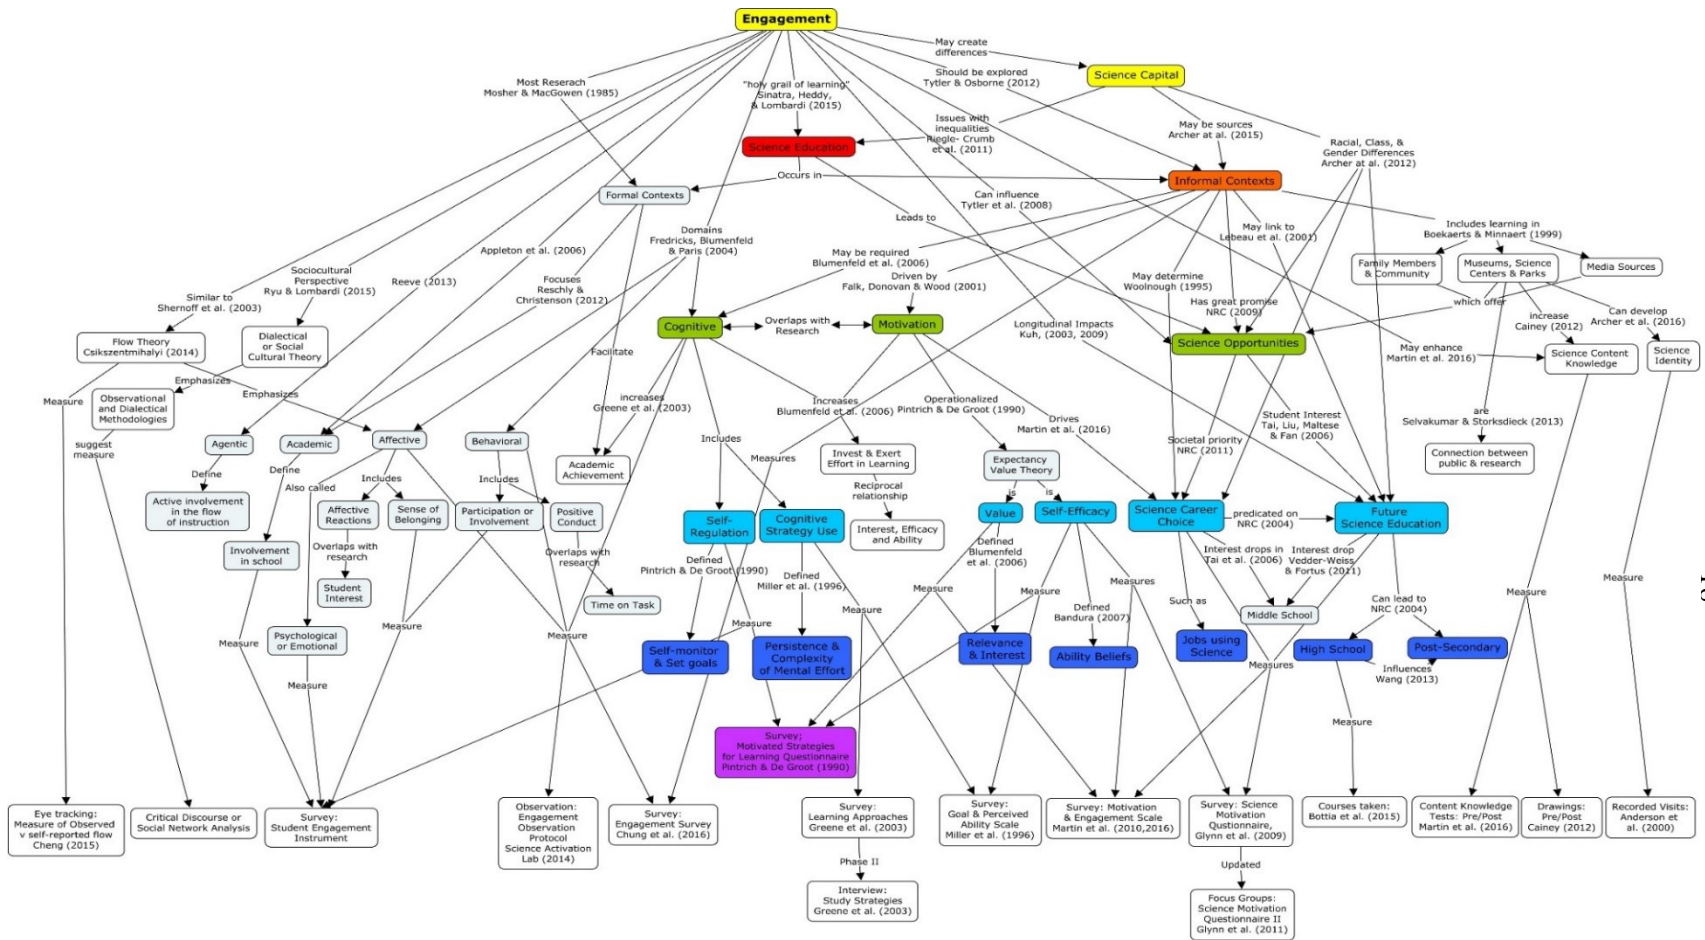 Engagement
May create
differences
Science Capital
Most Reserach
Mosher & MacGowen (1985)
"holy grail of learning"
Sinatra, Heddy,
& Lombardi (2015)
Should be explored
Tytler & Osborne (2012)
Issues with
inequalities
Riegle- Crumb
et al. (2011)
May be sources
Archer at al. (2015)
Racial, Class, &
Gender Differences
Archer at al. (2012)
Science Education
Occurs in
Formal Contexts
Informal Contexts
Can influence
Tytler et al. (2008)
Leads to
Domains
Fredricks, Blumenfeld
& Paris (2004)
Appleton et al. (2006)
Reeve (2013)
Sociocultural
Perspective
Ryu & Lombardi (2015)
Similar to
Shernoff et al. (2003)
Focuses
Reschly &
Christenson (2012)
May be required
Blumenfeld et al. (2006)
Driven by
Falk, Donovan & Wood (2001)
May determine
Woolnough (1995)
Has great promise
NRC (2009)
May link to
Lebeau et al. (2001)
Includes learning in
Boekaerts & Minnaert (1999)
Family Members
& Community
Museums, Science
Centers & Parks
Media Sources
which offer
increase
Cainey (2012)
Can develop
Archer et al. (2016)
Flow Theory
Csikszentmihalyi (2014)
Dialectical
or Social
Cultural Theory
Cognitive
Overlaps with
Research
Motivation
Longitudinal Impacts
Kuh, (2003, 2009)
Science Opportunities
May enhance
Martin et al. 2016)
Science Content
Knowledge
Science
Identity
Facilitate
Emphasizes
Emphasizes
Measure
Observational
and Dialectical
Methodologies
suggest
measure
increases
Greene et al. (2003)
Increases
Blumenfeld et al. (2006)
Operationalized
Pintrich & De Groot (1990)
Drives
Martin et al. (2016)
Student Interest
Tai, Liu, Maltese
& Fan (2006)
Societal priority
NRC (2011)
are
Selvakumar & Storksdieck (2013)
Connection between
public & research
Agentic
Academic
Affective
Behavioral
Define
Define
Includes
Includes
Includes
Measures
Also called
Academic
Achievement
Invest & Exert
Effort in Learning
Reciprocal
relationship
Interest, Efficacy
and Ability
Expectancy
Value Theory
is
is
Value
Self-Efficacy
Active involvement
in the flow
of instruction
Affective
Reactions
Sense of
Belonging
Participation or
Involvement
Positive
Conduct
Self-
Regulation
Cognitive
Strategy Use
Science Career
Choice
predicated on
NRC (2004)
Future
Science Education
Involvement
in school
Overlaps with
research
Student
Interest
Overlaps with
research
Time on Task
Defined
Pintrich & De Groot (1990)
Defined
Miller et al. (1996)
Defined
Blumenfeld
et al. (2006)
Interest drops in
Tai et al. (2006)
Interest drop
Vedder-Weiss
& Fortus (2011)
Middle School
Measure
Measure
Measures
Measure
Measure
Measure
Measure
Such as
Can lead to
NRC (2004)
Defined
Bandura (2007)
Psychological
or Emotional
Measure
Measure
Measure
Measure
Self-monitor
& Set goals
Persistence &
Complexity
of Mental Effort
Relevance
& Interest
Ability Beliefs
Jobs using
Science
High School
Post-Secondary
Measures
Influences
Wang (2013)
Measure
Measure
Survey;
Motivated Strategies
for Learning Questionnaire
Pintrich & De Groot (1990)
Eye tracking:
Measure of Observed
v self-reported flow
Cheng (2015)
Critical Discourse or
Social Network Analysis
Survey:
Student Engagement
Instrument
Observation:
Engagement
Observation
Protocol
Science Activation
Lab (2014)
Survey:
Engagement Survey
Chung et al. (2016)
Survey:
Learning Approaches
Greene et al. (2003)
Survey:
Goal & Perceived
Ability Scale
Miller et al. (1996)
Survey: Motivation
& Engagement Scale
Martin et al. (2010,2016)
Survey: Science
Motivation
Qustionnaire,
Glynn et al. (2009)
Courses taken:
Bottia et al. (2015)
Content Knowledge
Tests: Pre/Post
Martin et al. (2016)
Drawings:
Pre/Post
Cainey (2012)
Recorded Visits:
Anderson et
al. (2000)
Phase II
Updated
Interview:
Study Strategies
Greene et al. (2003)
Focus Groups:
Science Motivation
Questionnaire II
Glynn et al. (2011)